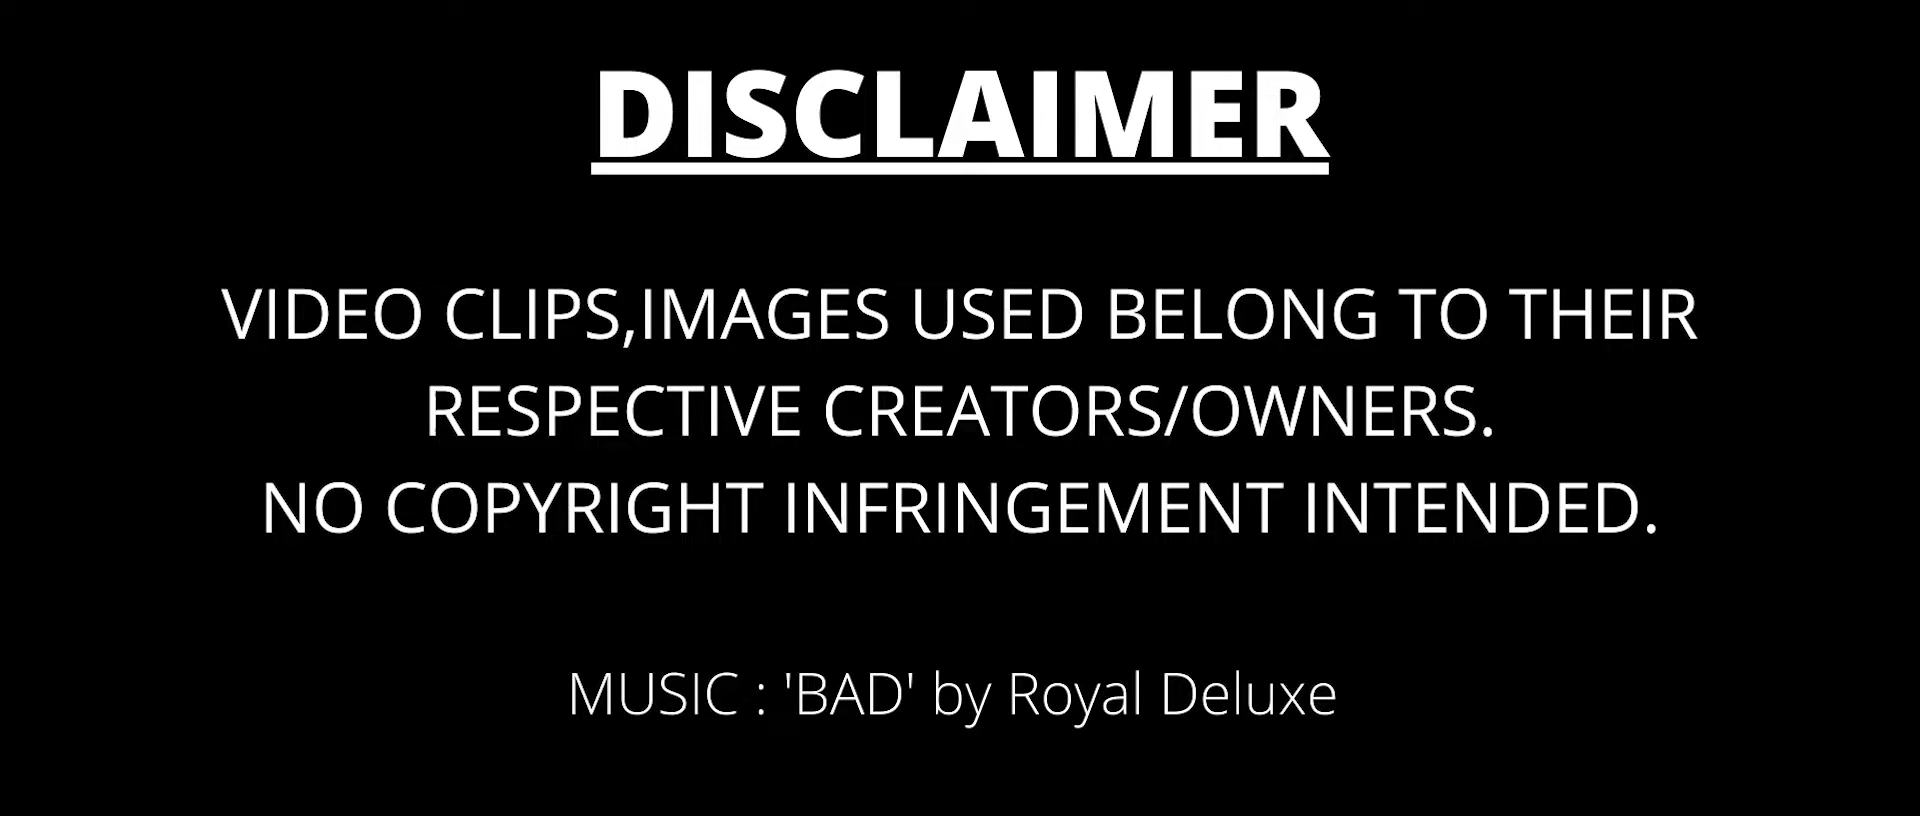 DISCLAIMER
VIDEO CLIPS,IMAGES USED BELONG TO THEIR
RESPECTIVE CREATORS/OWNERS.
NO COPYRIGHT INFRINGEMENT INTENDED.
MUSIC : 'BAD' by Royal Deluxe